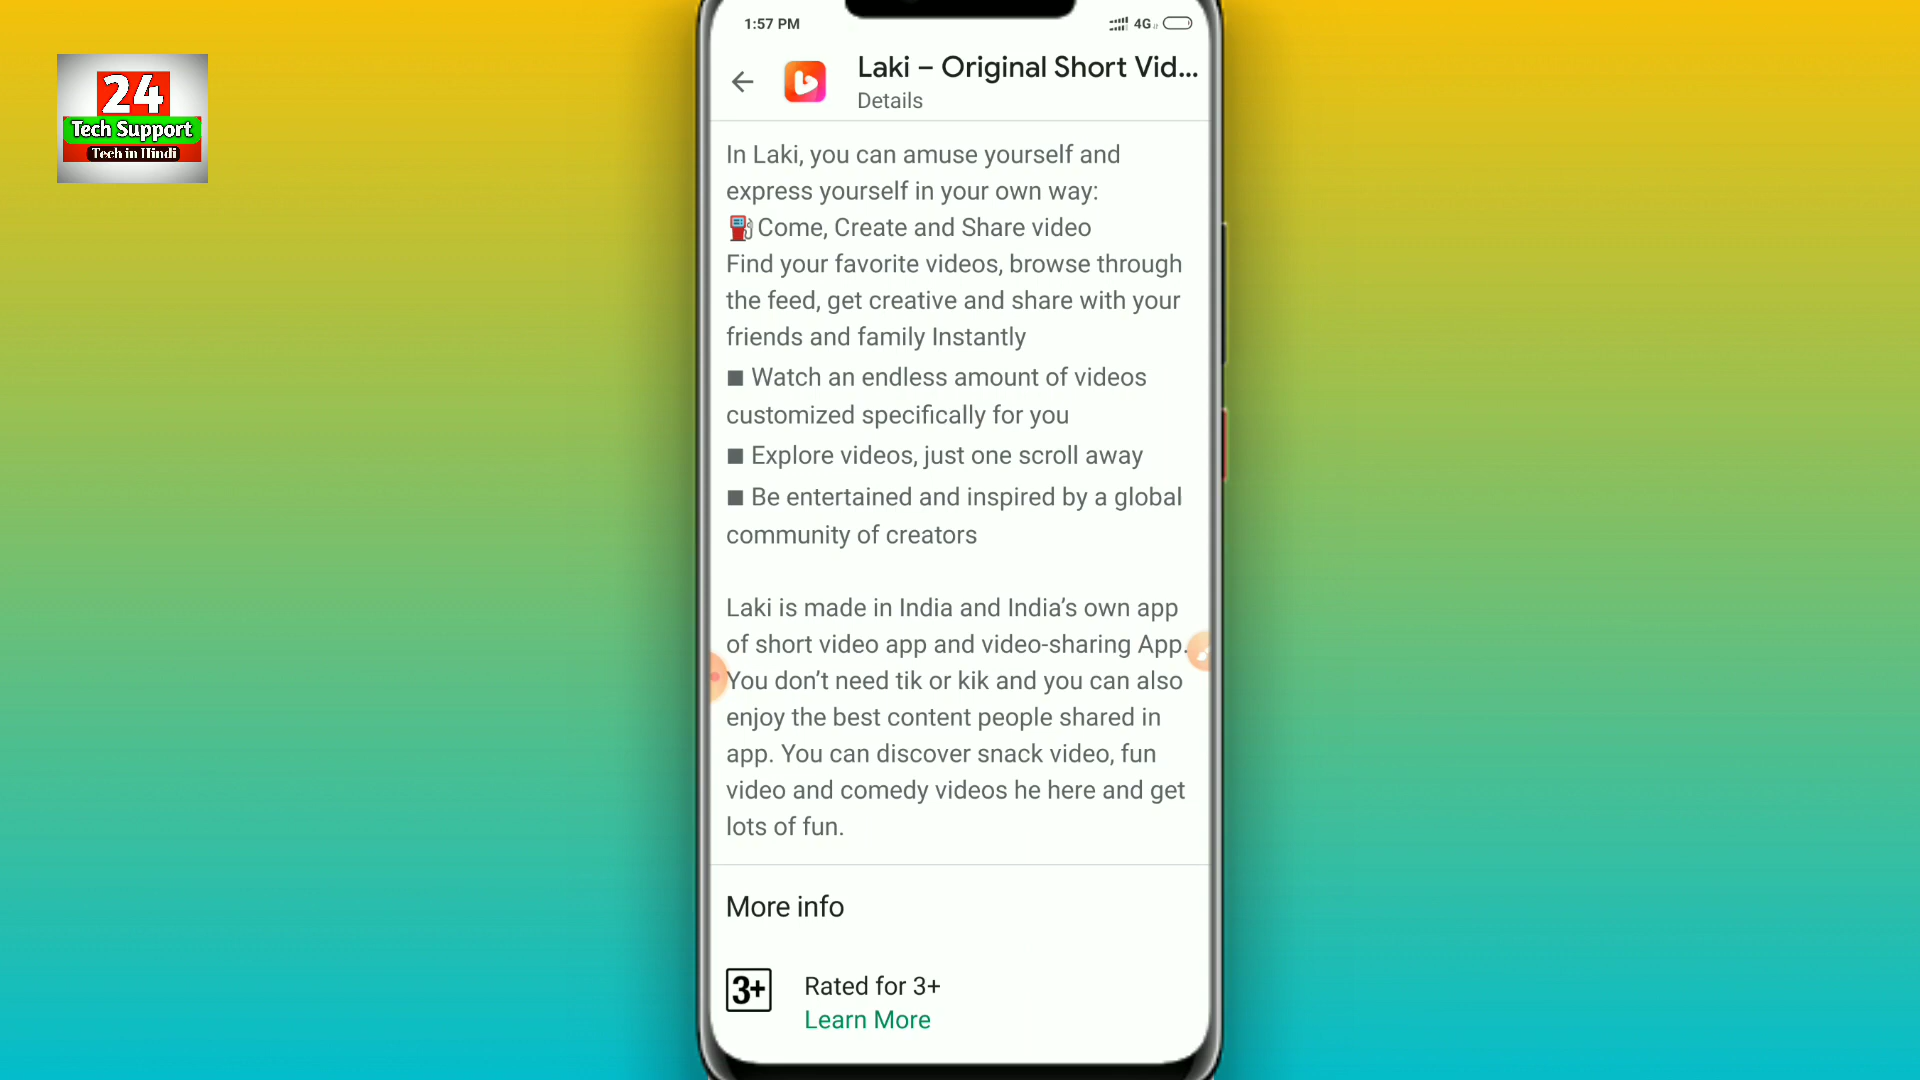 24
Tech Support
Tech in Hindi
1:57 PM
4G
Laki – Original Short Vid...
Details
In Laki, you can amuse yourself and
express yourself in your own way:
⛽Come, Create and Share video
Find your favorite videos, browse through
the feed, get creative and share with your
friends and family Instantly
■ Watch an endless amount of videos
customized specifically for you
■ Explore videos, just one scroll away
■ Be entertained and inspired by a global
community of creators
Laki is made in India and India’s own app
of short video app and video-sharing App.
You don’t need tik or kik and you can also
enjoy the best content people shared in
app. You can discover snack video, fun
video and comedy videos he here and get
lots of fun.
More info
3+
Rated for 3+
Learn More